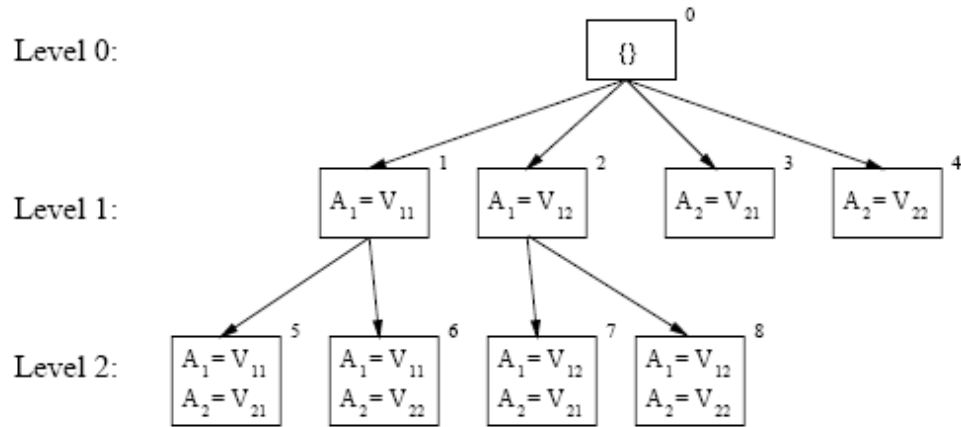 0
Level 0:
{}
1
2
3
4
Level 1:
A₁= V₁₁
A₁= V₁₂
A₂= V₂₁
A₂= V₂₂
5
6
7
8
Level 2:
A₁= V₁₁
A₂= V₂₁
A₁= V₁₁
A₂= V₂₂
A₁= V₁₂
A₂= V₂₁
A₁= V₁₂
A₂= V₂₂